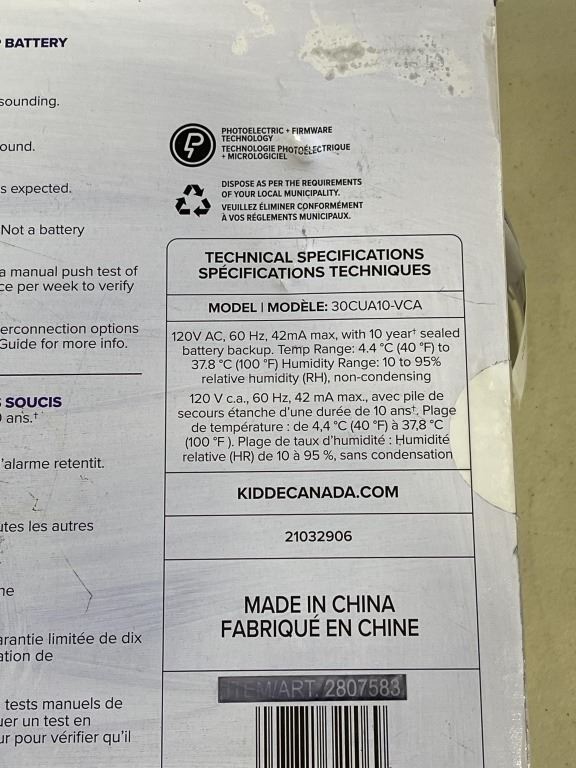 BATTERY
sounding.
ound.
s expected.
Not a battery
a manual push test of
ce per week to verify
erconnection options
Guide for more info.
SOUCIS
ans.††
'alarme retentit.
utes les autres
ne
arantie limitée de dix
ation de
tests manuels de
uer un test en
ur pour vérifier qu'il
PHOTOELECTRIC + FIRMWARE
TECHNOLOGY
TECHNOLOGIE PHOTOÉLECTRIQUE
+ MICROLOGICIEL
DISPOSE AS PER THE REQUIREMENTS
OF YOUR LOCAL MUNICIPALITY.
VEUILLEZ ÉLIMINER CONFORMÉMENT
À VOS RÉGLEMENTS MUNICIPAUX.
TECHNICAL SPECIFICATIONS
SPÉCIFICATIONS TECHNIQUES
MODEL | MODÈLE: 30CUA10-VCA
120V AC, 60 Hz, 42mA max, with 10 year† sealed
battery backup. Temp Range: 4.4 °C (40 °F) to
37.8 °C (100 °F) Humidity Range: 10 to 95%
relative humidity (RH), non-condensing
120 V c.a., 60 Hz, 42 mA max., avec pile de
secours étanche d'une durée de 10 ans†. Plage
de température : de 4,4 °C (40 °F) à 37,8 °C
(100 °F ). Plage de taux d'humidité : Humidité
relative (HR) de 10 à 95 %, sans condensation
KIDDECANADA.COM
21032906
MADE IN CHINA
FABRIQUÉ EN CHINE
ITEM/ART. 2807583